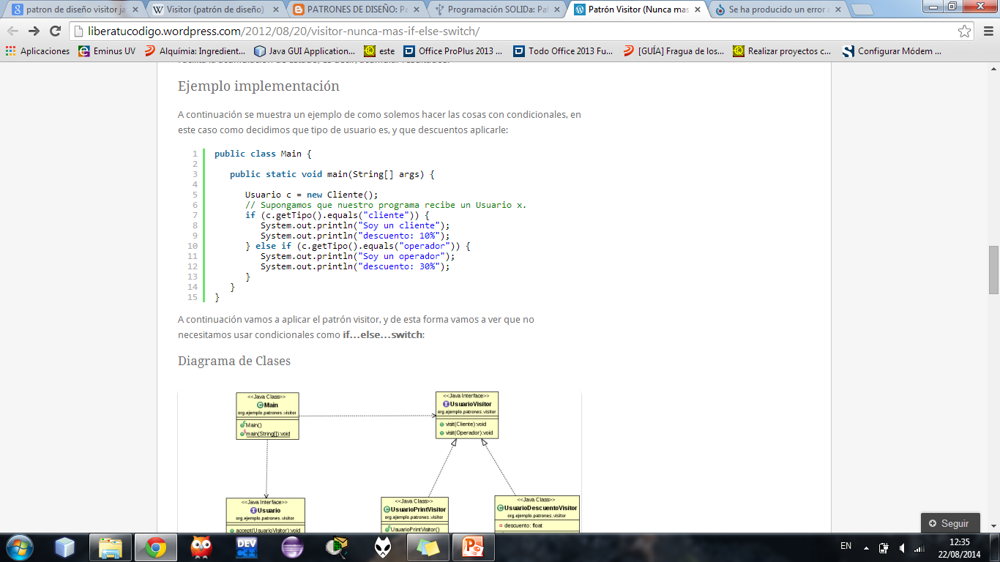 patron de diseño visitor ja
Visitor (patrón de diseño)
PATRONES DE DISEÑO: Pa
Programación SOLIDa: Pat
Patrón Visitor (Nunca mas
Se ha producido un error
liberatucodigo.wordpress.com/2012/08/20/visitor-nunca-mas-if-else-switch/
Aplicaciones
Eminus UV
Alquímia: Ingredient...
Java GUI Application...
este
Office ProPlus 2013 ...
Todo Office 2013 Fu...
[GUÍA] Fragua de los...
Realizar proyectos c...
Configurar Módem ...
Ejemplo implementación
A continuación se muestra un ejemplo de como solemos hacer las cosas con condicionales, en
este caso como decidimos que tipo de usuario es, y que descuentos aplicarle:
1 public class Main {
2
3 public static void main(String[] args) {
4
5 Usuario c = new Cliente();
6 // Supongamos que nuestro programa recibe un Usuario x.
7 if (c.getTipo().equals("cliente")) {
8 System.out.println("Soy un cliente");
9 System.out.println("descuento: 10%");
10 } else if (c.getTipo().equals("operador")) {
11 System.out.println("Soy un operador");
12 System.out.println("descuento: 30%");
13 }
14 }
15 }
A continuación vamos a aplicar el patrón visitor, y de esta forma vamos a ver que no
necesitamos usar condicionales como if...else...switch:
Diagrama de Clases
<<Java Class>>
Main
org.ejemplo.patrones.visitor
Main()
main(String[]):void
<<Java Interface>>
UsuarioVisitor
org.ejemplo.patrones.visitor
visit(Cliente):void
visit(Operador):void
<<Java Interface>>
Usuario
org.ejemplo.patrones.visitor
accept(UsuarioVisitor):void
<<Java Class>>
UsuarioPrintVisitor
org.ejemplo.patrones.visitor
UsuarioPrintVisitor()
<<Java Class>>
UsuarioDescuentoVisitor
org.ejemplo.patrones.visitor
descuento: float
Seguir
DEV
C++
EN
12:35
22/08/2014